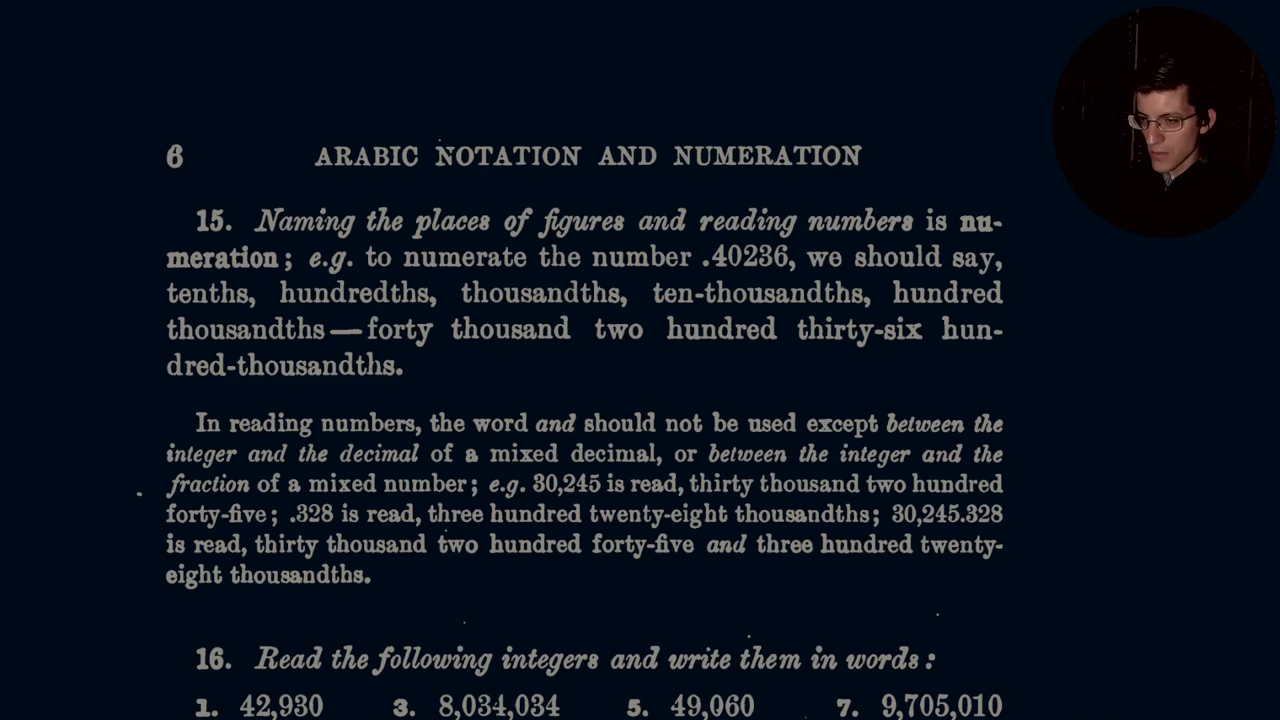 6 ARABIC NOTATION AND NUMERATION
15. Naming the places of figures and reading numbers is nu-
meration; e.g. to numerate the number .40236, we should say,
tenths, hundredths, thousandths, ten-thousandths, hundred
thousandths—forty thousand two hundred thirty-six hun-
dred-thousandths.
In reading numbers, the word and should not be used except between the
integer and the decimal of a mixed decimal, or between the integer and the
fraction of a mixed number; e.g. 30,245 is read, thirty thousand two hundred
forty-five; .328 is read, three hundred twenty-eight thousandths; 30,245.328
is read, thirty thousand two hundred forty-five and three hundred twenty-
eight thousandths.
16. Read the following integers and write them in words:
1. 42,930 3. 8,034,034 5. 49,060 7. 9,705,010